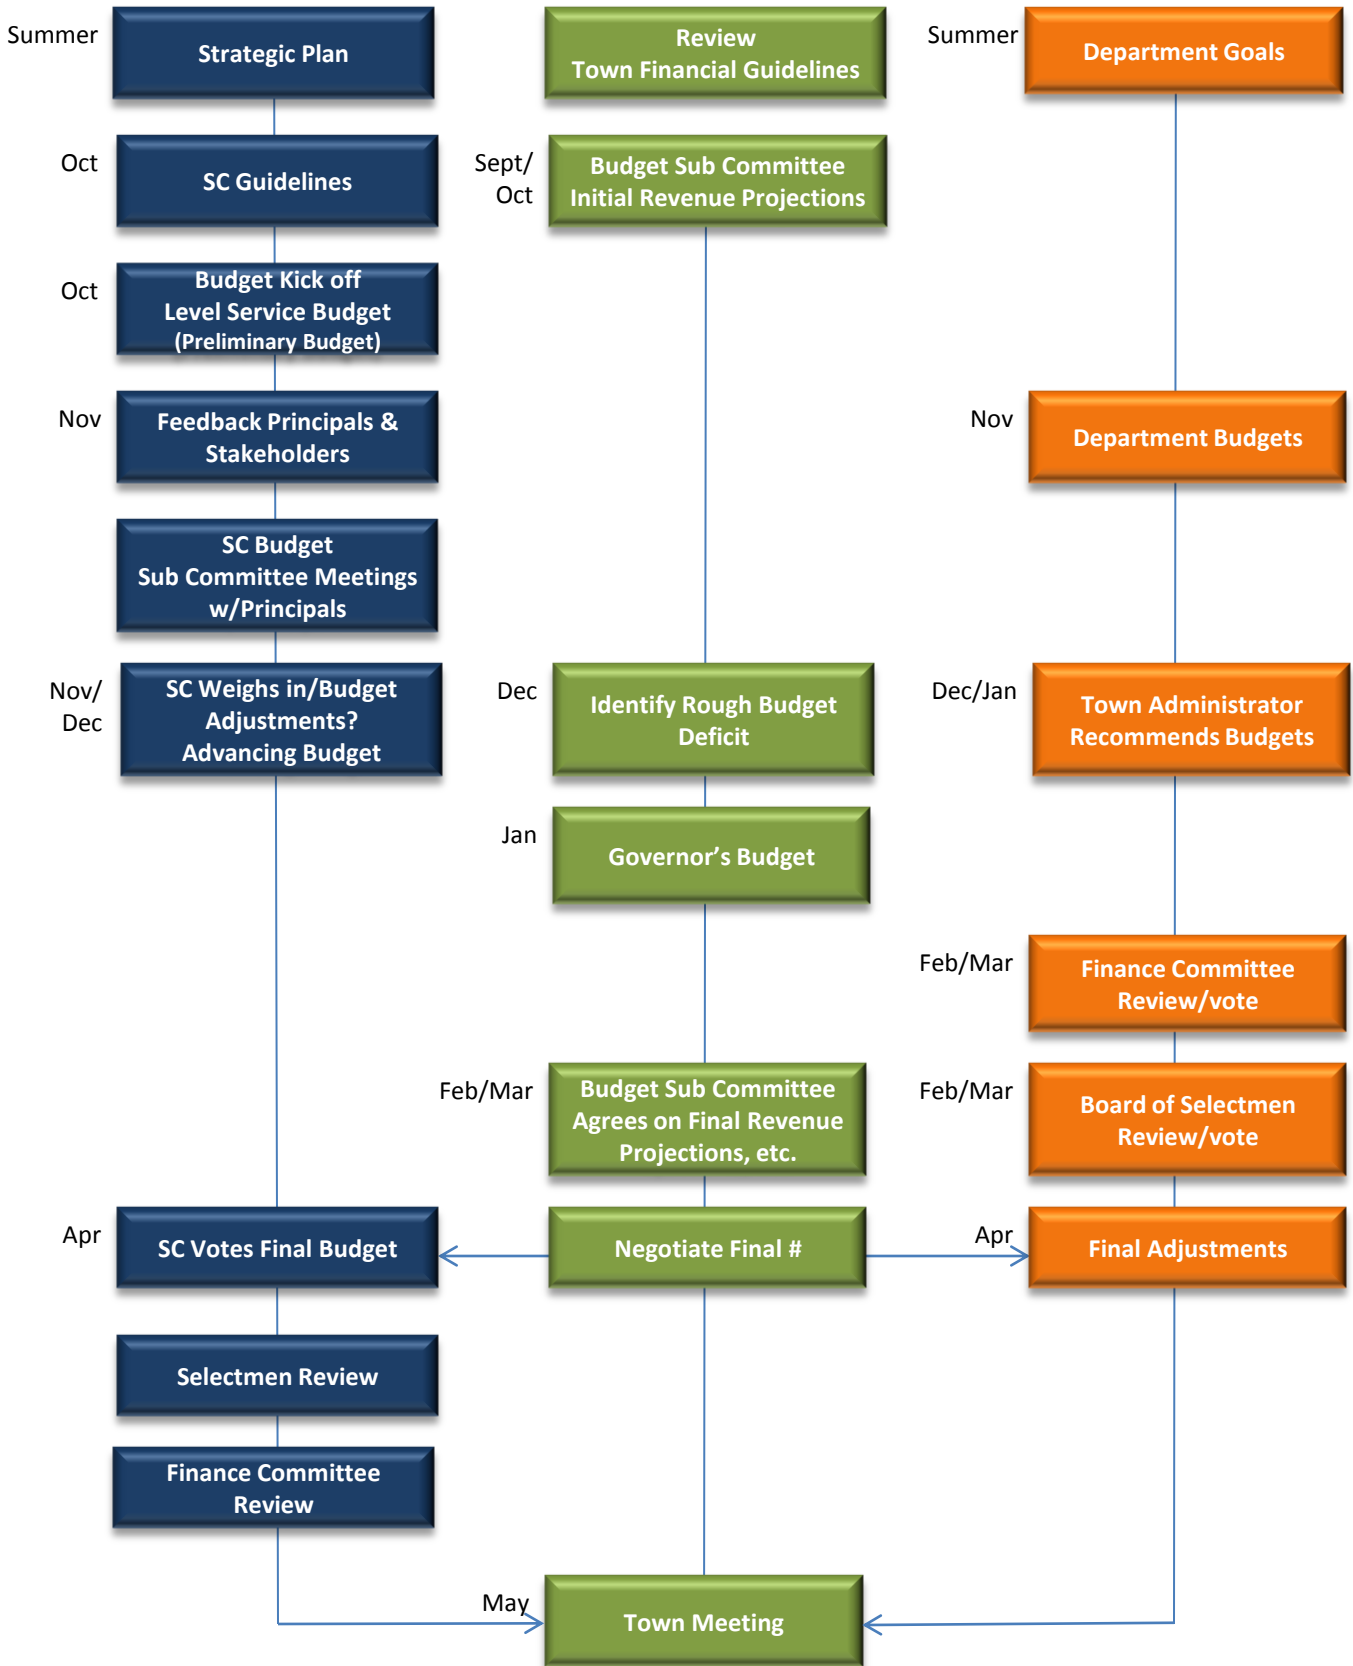 Summer
Strategic Plan
Review
Town Financial Guidelines
Summer
Department Goals
Oct
SC Guidelines
Sept/
Oct
Budget Sub Committee
Initial Revenue Projections
Oct
Budget Kick off
Level Service Budget
(Preliminary Budget)
Nov
Feedback Principals &
Stakeholders
Nov
Department Budgets
SC Budget
Sub Committee Meetings
w/Principals
Nov/
Dec
SC Weighs in/Budget
Adjustments?
Advancing Budget
Dec
Identify Rough Budget
Deficit
Dec/Jan
Town Administrator
Recommends Budgets
Jan
Governor’s Budget
Feb/Mar
Finance Committee
Review/vote
Feb/Mar
Budget Sub Committee
Agrees on Final Revenue
Projections, etc.
Feb/Mar
Board of Selectmen
Review/vote
Apr
SC Votes Final Budget
Negotiate Final #
Apr
Final Adjustments
Selectmen Review
Finance Committee
Review
May
Town Meeting